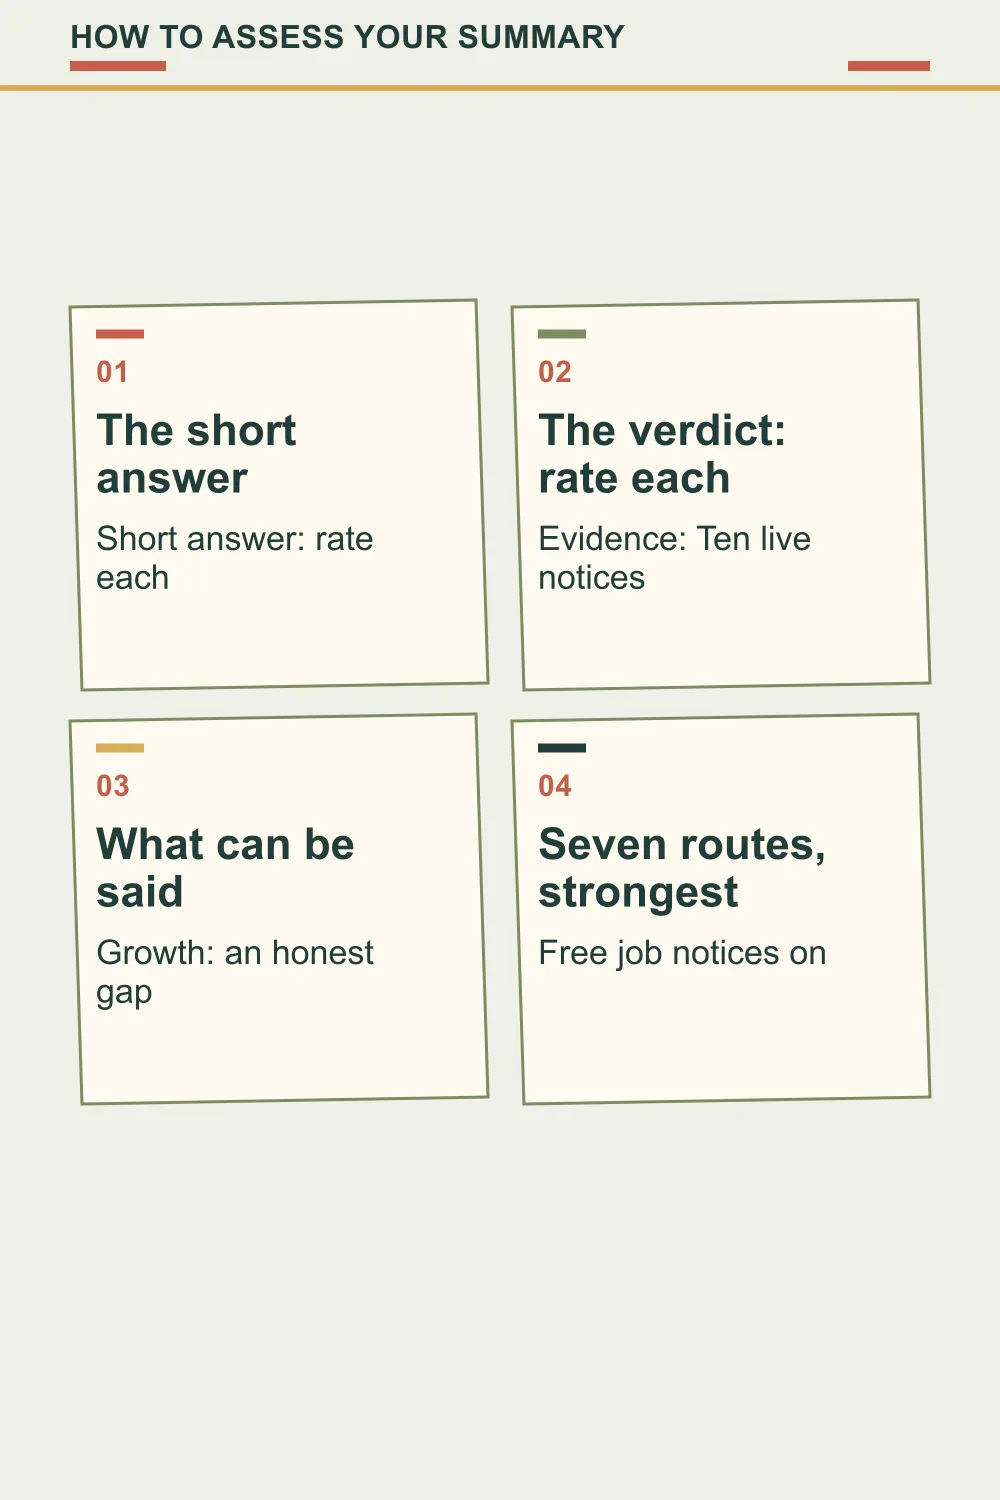 HOW TO ASSESS YOUR SUMMARY
01
The short
answer
Short answer: rate
each
02
The verdict:
rate each
Evidence: Ten live
notices
03
What can be
said
Growth: an honest
gap
04
Seven routes,
strongest
Free job notices on